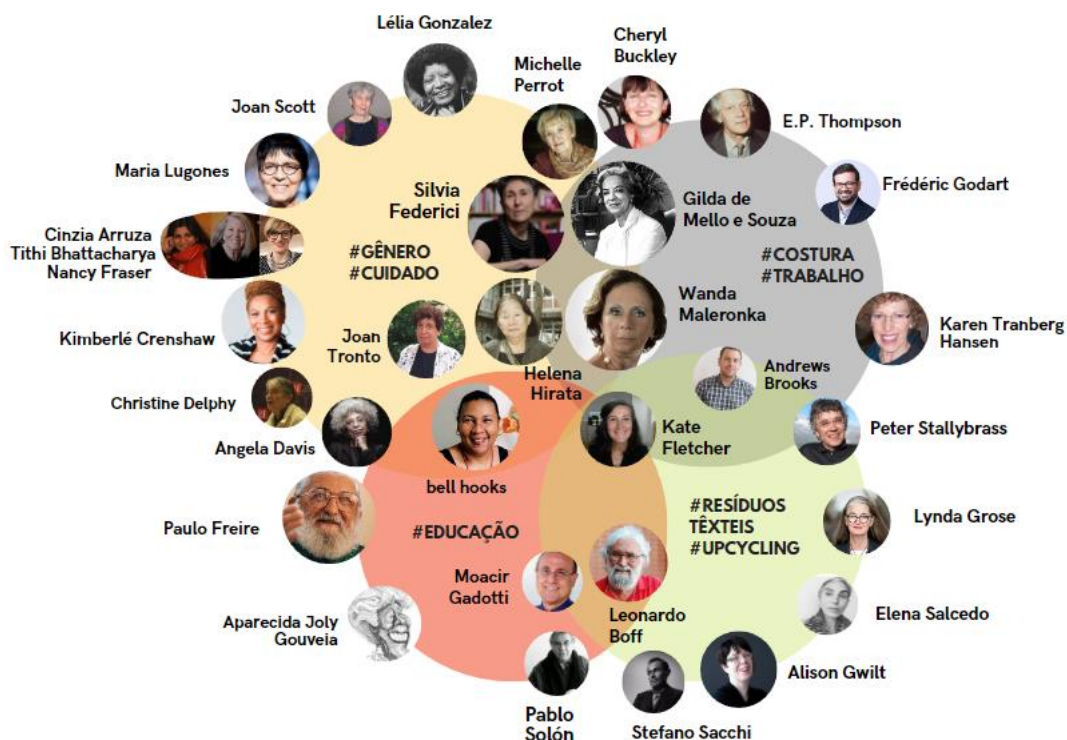 Lélia Gonzalez
Cheryl
Buckley
Michelle
Perrot
Joan Scott
E.P. Thompson
Maria Lugones
Frédéric Godart
Silvia
Federici
Gilda de
Mello e Souza
Cinzia Arruza
Tithi Bhattacharya
Nancy Fraser
#GÊNERO
#CUIDADO
#COSTURA
#TRABALHO
Kimberlé Crenshaw
Joan
Tronto
Wanda
Maleronka
Karen Tranberg
Hansen
Helena
Hirata
Andrews
Brooks
Christine Delphy
Angela Davis
Kate
Fletcher
Peter Stallybrass
bell hooks
Paulo Freire
#EDUCAÇÃO
#RESÍDUOS
TÊXTEIS
#UPCYCLING
Lynda Grose
Moacir
Gadotti
Aparecida Joly
Gouveia
Leonardo
Boff
Elena Salcedo
Alison Gwilt
Pablo
Solón
Stefano Sacchi